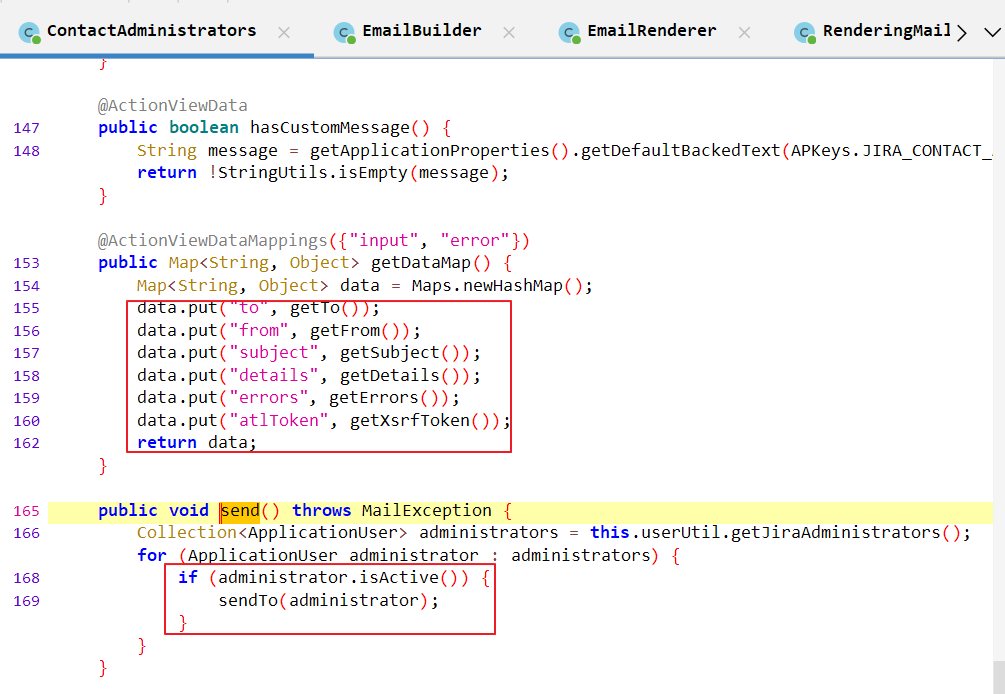 ContactAdministrators
EmailBuilder
EmailRenderer
RenderingMail
}
@ActionViewData
147 public boolean hasCustomMessage() {
148 String message = getApplicationProperties().getDefaultBackedText(APKeys.JIRA_CONTACT_
return !StringUtils.isEmpty(message);
}
@ActionViewDataMappings({"input", "error"})
153 public Map<String, Object> getDataMap() {
154 Map<String, Object> data = Maps.newHashMap();
155 data.put("to", getTo());
156 data.put("from", getFrom());
157 data.put("subject", getSubject());
158 data.put("details", getDetails());
159 data.put("errors", getErrors());
160 data.put("atlToken", getXsrfToken());
162 return data;
}
165 public void send() throws MailException {
166 Collection<ApplicationUser> administrators = this.userUtil.getJiraAdministrators();
for (ApplicationUser administrator : administrators) {
168 if (administrator.isActive()) {
169 sendTo(administrator);
}
}
}